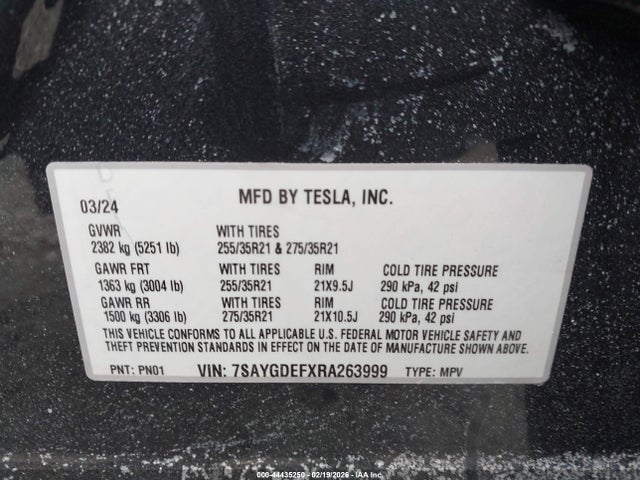 MFD BY TESLA, INC.
03/24
GVWR WITH TIRES
2382 kg (5251 lb) 255/35R21 & 275/35R21
GAWR FRT WITH TIRES RIM COLD TIRE PRESSURE
1363 kg (3004 lb) 255/35R21 21X9.5J 290 kPa, 42 psi
GAWR RR WITH TIRES RIM COLD TIRE PRESSURE
1500 kg (3306 lb) 275/35R21 21X10.5J 290 kPa, 42 psi
THIS VEHICLE CONFORMS TO ALL APPLICABLE U.S. FEDERAL MOTOR VEHICLE SAFETY AND
THEFT PREVENTION STANDARDS IN EFFECT ON THE DATE OF MANUFACTURE SHOWN ABOVE.
PNT: PN01 VIN: 7SAYGDEFXRA263999 TYPE: MPV
000-44435250 - 02/19/2026 - IAAI.COM